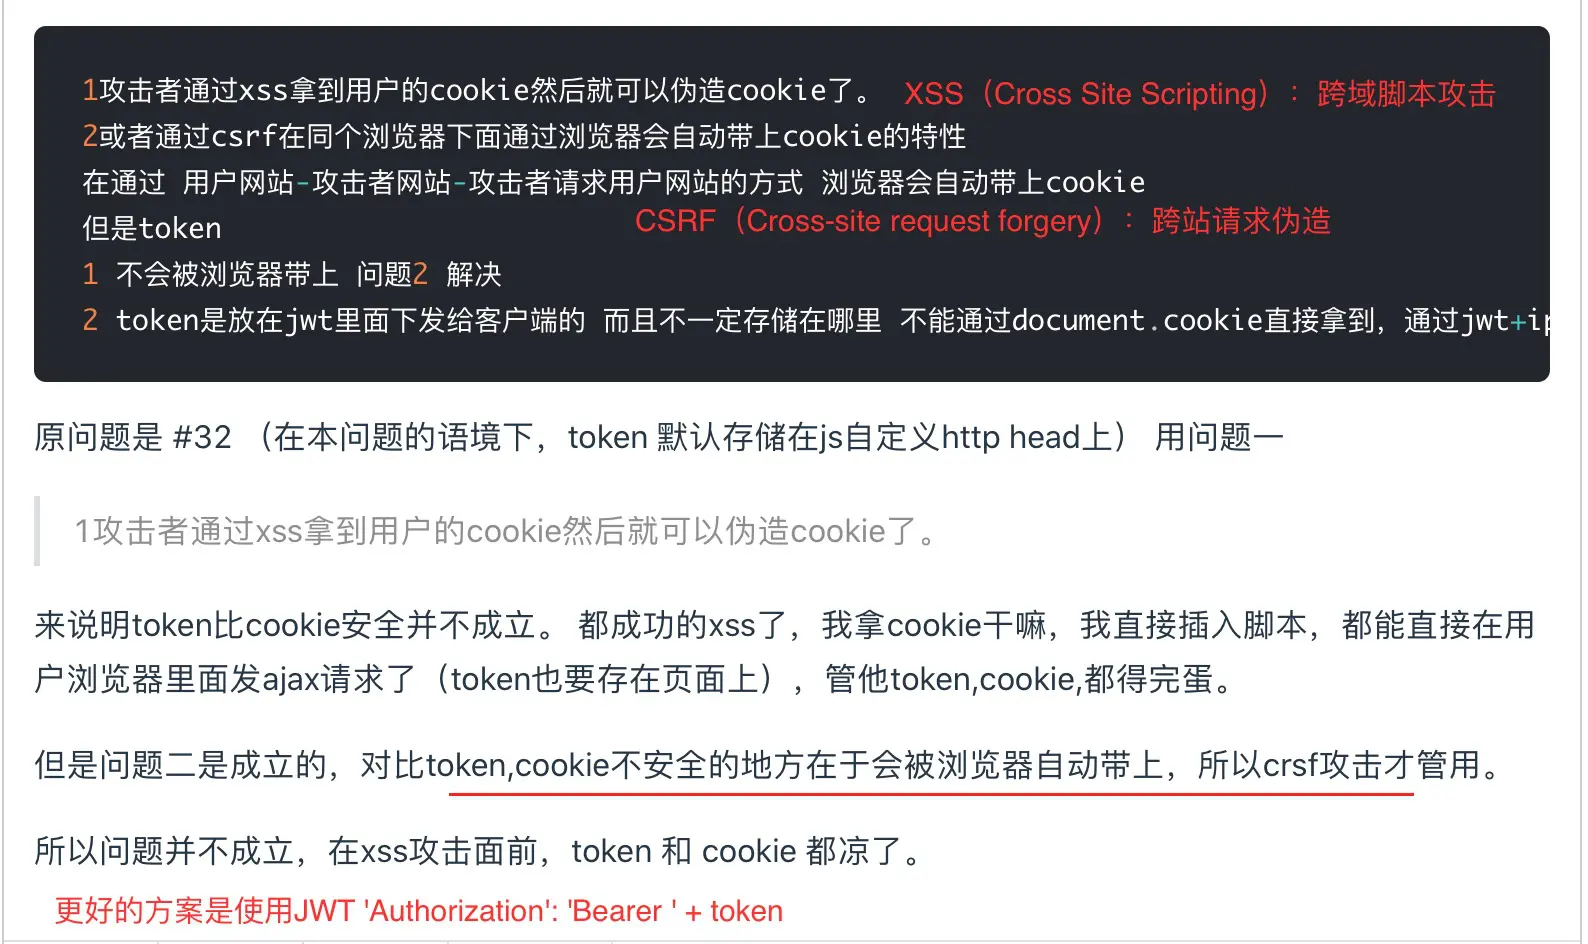 1攻击者通过xss拿到用户的cookie然后就可以伪造cookie了。 XSS（Cross Site Scripting）：跨域脚本攻击
2或者通过csrf在同个浏览器下面通过浏览器会自动带上cookie的特性
在通过 用户网站-攻击者网站-攻击者请求用户网站的方式 浏览器会自动带上cookie
但是token
CSRF（Cross-site request forgery）：跨站请求伪造
1 不会被浏览器带上 问题2 解决
2 token是放在jwt里面下发给客户端的 而且不一定存储在哪里 不能通过document.cookie直接拿到，通过jwt+ip
原问题是 #32 （在本问题的语境下，token 默认存储在js自定义http head上） 用问题一
1攻击者通过xss拿到用户的cookie然后就可以伪造cookie了。
来说明token比cookie安全并不成立。 都成功的xss了，我拿cookie干嘛，我直接插入脚本，都能直接在用
户浏览器里面发ajax请求了（token也要存在页面上），管他token,cookie,都得完蛋。
但是问题二是成立的，对比token,cookie不安全的地方在于会被浏览器自动带上，所以crsf攻击才管用。
所以问题并不成立，在xss攻击面前，token 和 cookie 都凉了。
更好的方案是使用JWT 'Authorization': 'Bearer ' + token